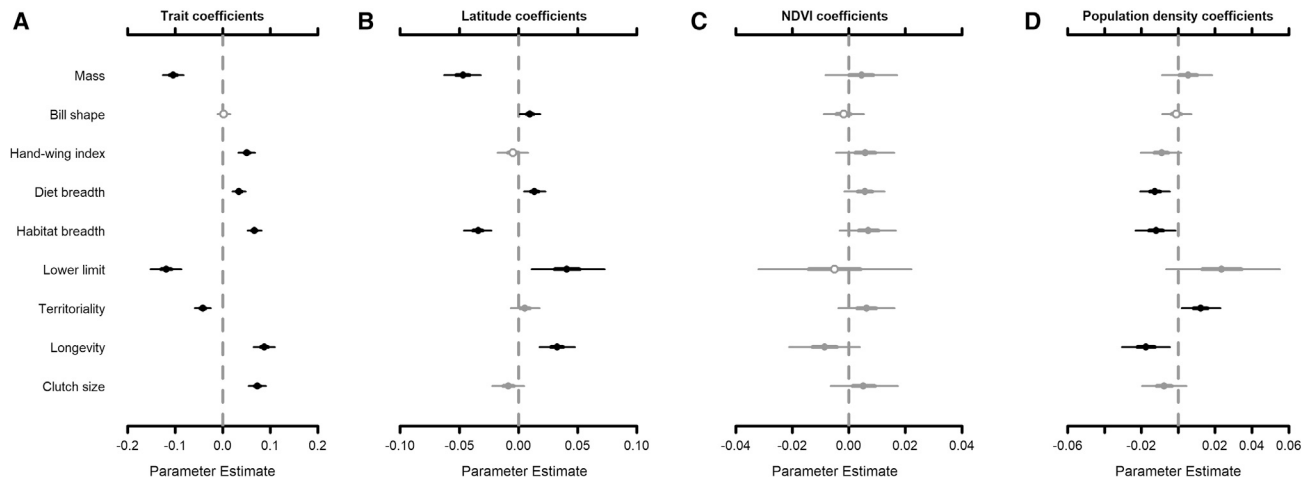 A Trait coefficients
B Latitude coefficients
C NDVI coefficients
D Population density coefficients
Mass
Bill shape
Hand-wing index
Diet breadth
Habitat breadth
Lower limit
Territoriality
Longevity
Clutch size
-0.2 -0.1 0.0 0.1 0.2
Parameter Estimate
-0.10 -0.05 0.00 0.05 0.10
Parameter Estimate
-0.04 -0.02 0.00 0.02 0.04
Parameter Estimate
-0.06 -0.02 0.02 0.04 0.06
Parameter Estimate